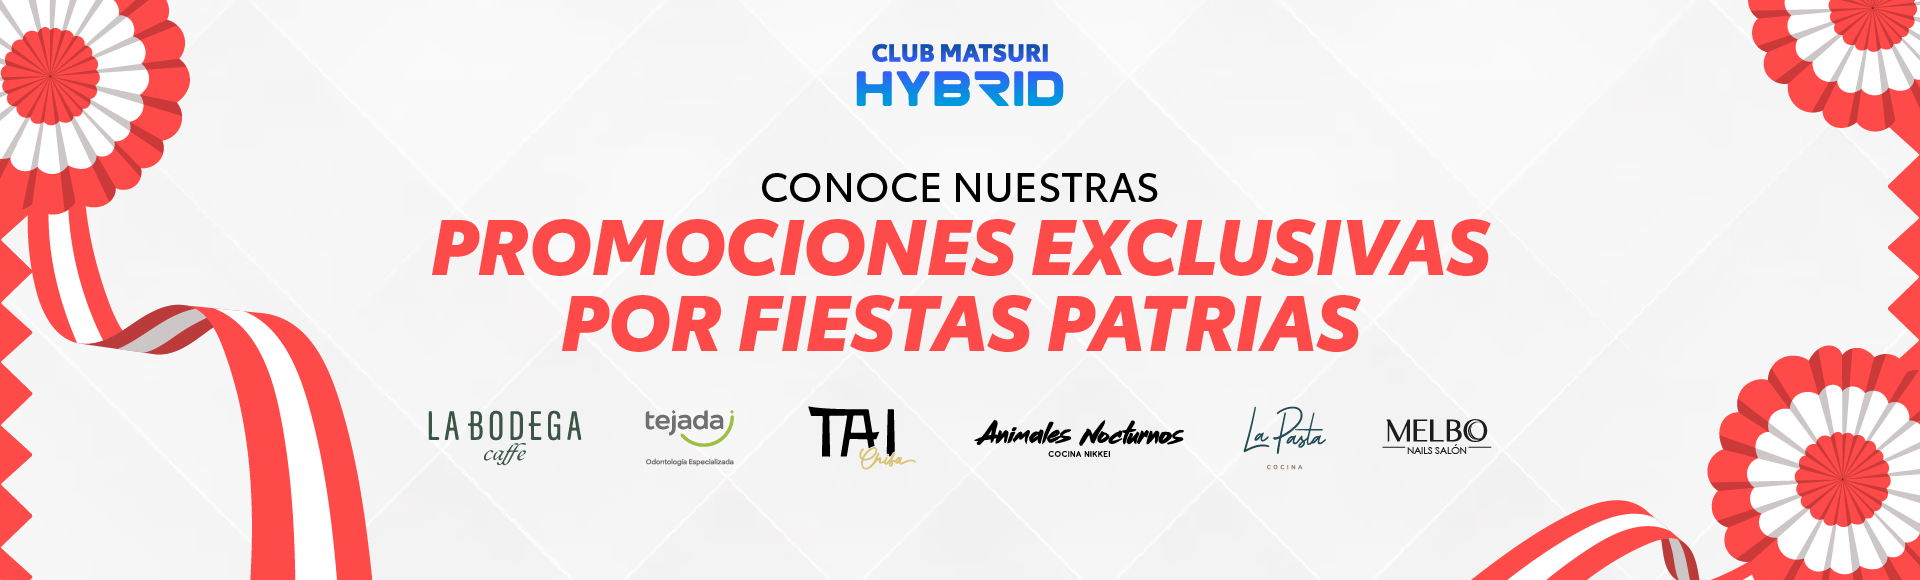 CLUB MATSURI
HYBRID
CONOCE NUESTRAS
PROMOCIONES EXCLUSIVAS
POR FIESTAS PATRIAS
LA BODEGA
caffe
tejada
Odontología Especializada
TAI
Chifa
Animales Nocturnos
COCINA NIKKEI
La Pasta
COCINA
MELBO
NAILS SALÓN